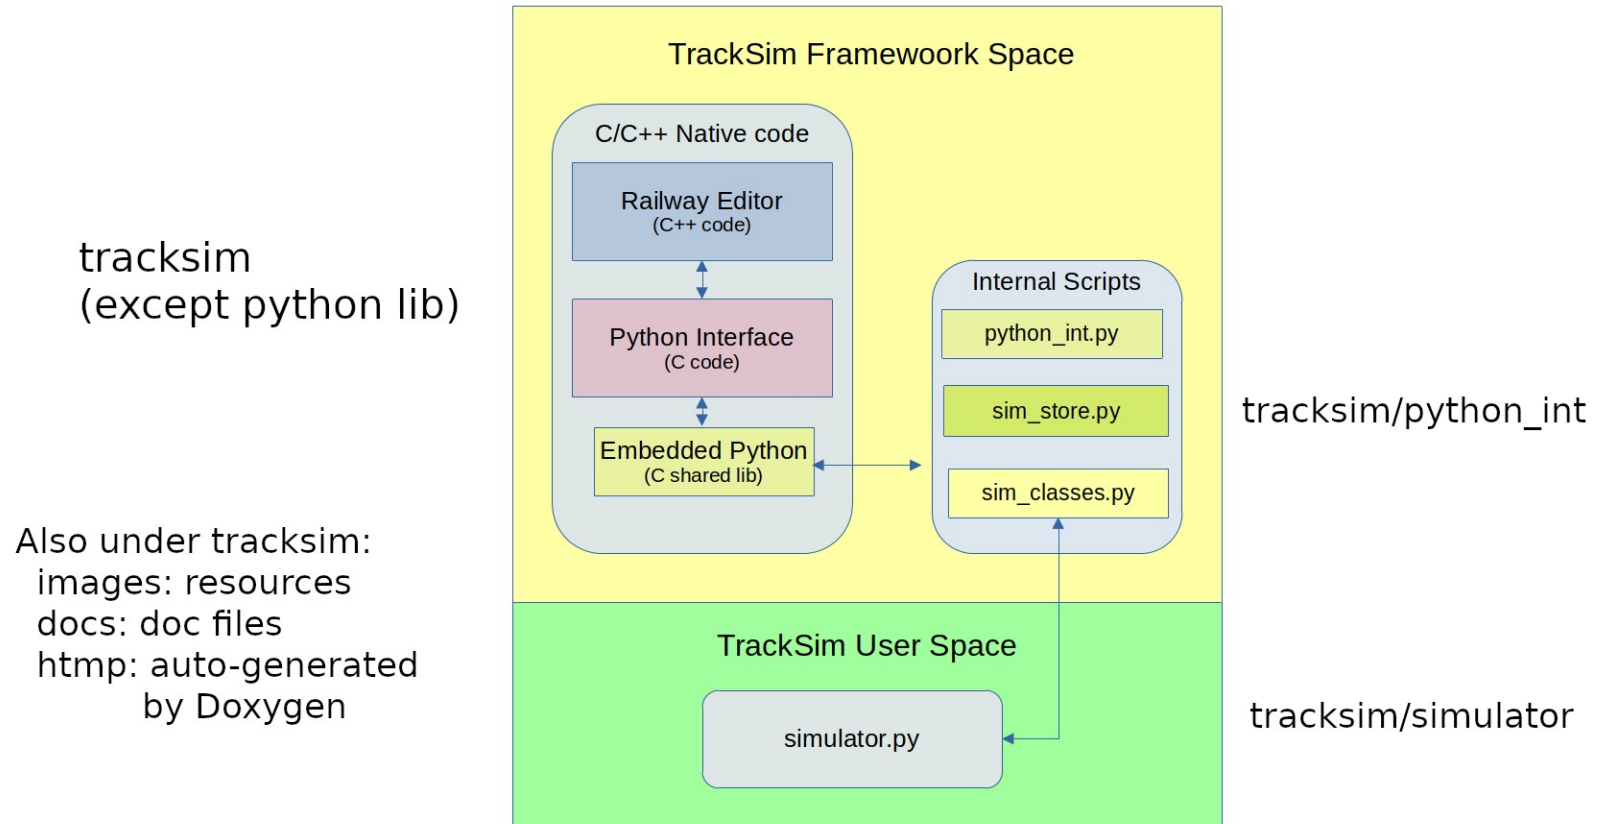 TrackSim Framewoork Space
C/C++ Native code
Railway Editor
(C++ code)
Python Interface
(C code)
Embedded Python
(C shared lib)
Internal Scripts
python_int.py
sim_store.py
sim_classes.py
TrackSim User Space
simulator.py
tracksim
(except python lib)
Also under tracksim:
images: resources
docs: doc files
htmp: auto-generated
by Doxygen
tracksim/python_int
tracksim/simulator